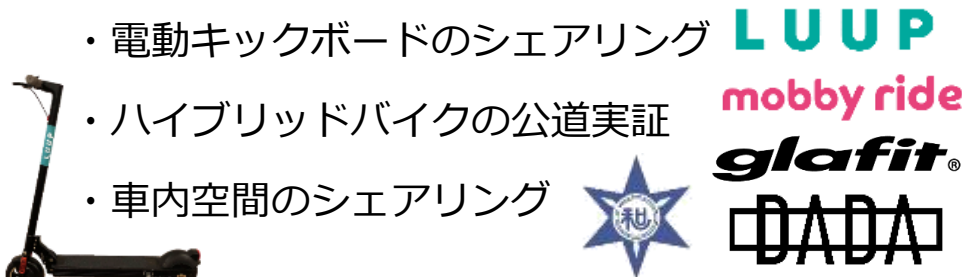 ・電動キックボードのシェアリング
LUUP
mobby ride
・ハイブリッドバイクの公道実証
glafit®
・車内空間のシェアリング
DADA
LUUP